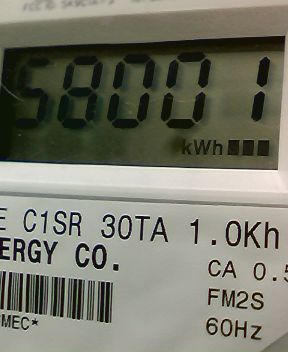 58001
kWh
E C1SR 30TA 1.0Kh
ERGY CO.
CA 0.5
FM2S
MEC*
60Hz